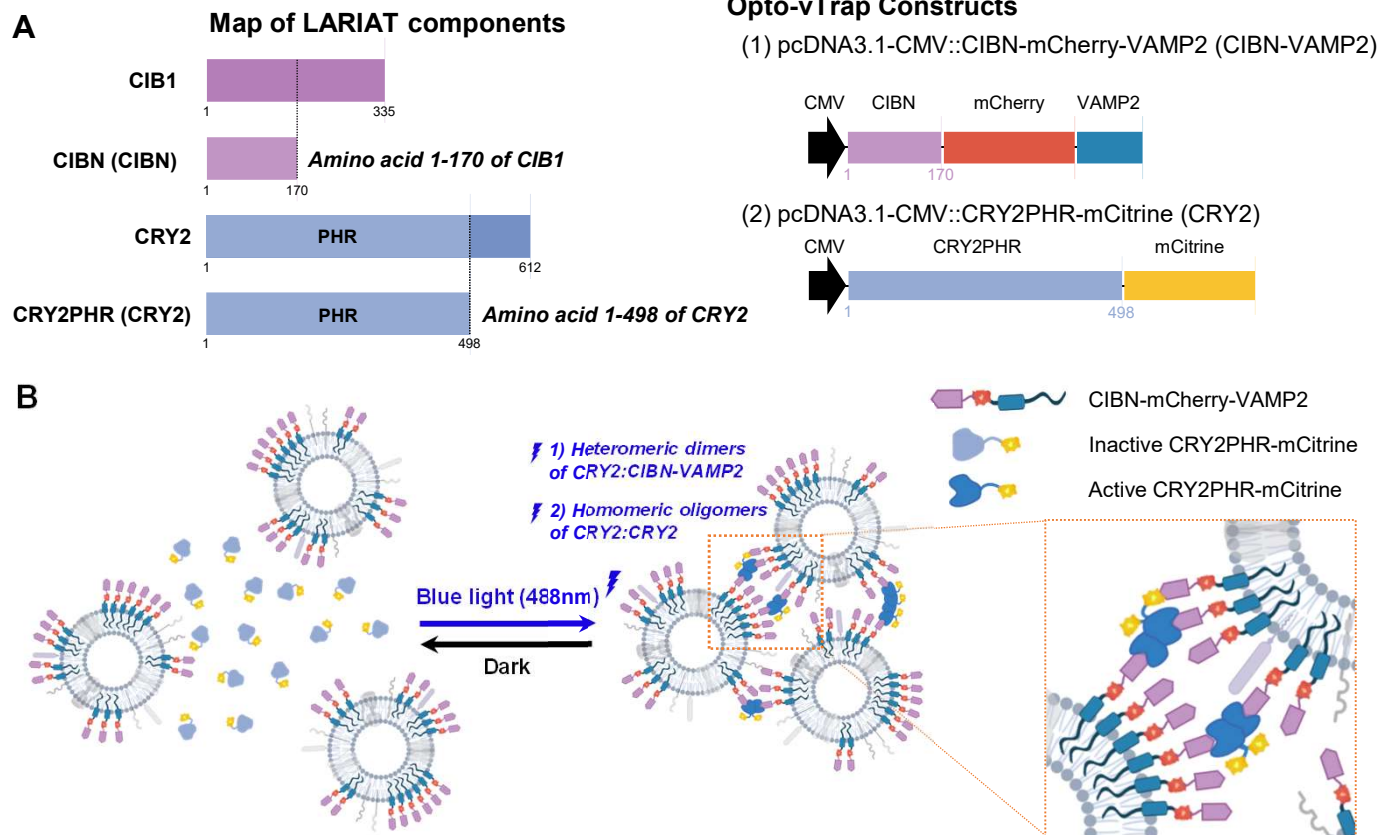 A
Map of LARIAT components
CIB1
1
335
CIBN (CIBN)
Amino acid 1-170 of CIB1
1
170
CRY2
PHR
1
612
CRY2PHR (CRY2)
PHR
Amino acid 1-498 of CRY2
1
498
Opto-vTrap Constructs
(1) pcDNA3.1-CMV::CIBN-mCherry-VAMP2 (CIBN-VAMP2)
CMV
CIBN
mCherry
VAMP2
1
170
(2) pcDNA3.1-CMV::CRY2PHR-mCitrine (CRY2)
CMV
CRY2PHR
mCitrine
1
498
B
1) Heteromeric dimers
of CRY2:CIBN-VAMP2
2) Homomeric oligomers
of CRY2:CRY2
Blue light (488nm)
Dark
CIBN-mCherry-VAMP2
Inactive CRY2PHR-mCitrine
Active CRY2PHR-mCitrine